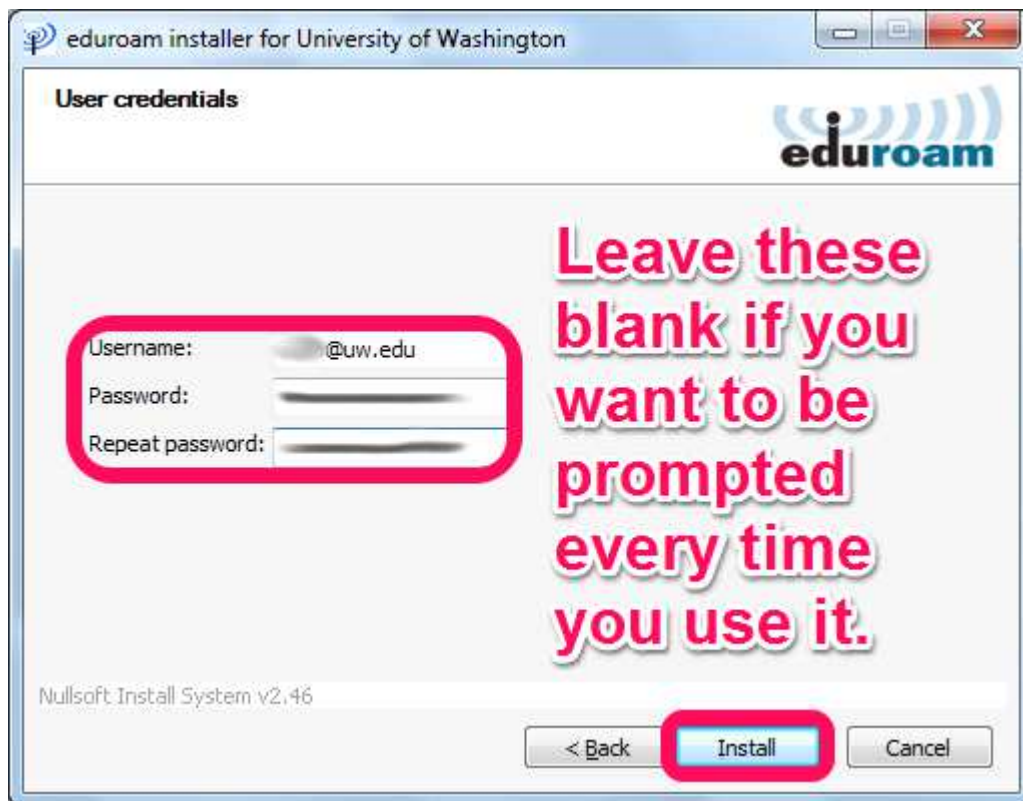 eduroam installer for University of Washington
User credentials
eduroam
Leave these
blank if you
want to be
prompted
every time
you use it.
Username: @uw.edu
Password:
Repeat password:
Nullsoft Install System v2.46
< Back
Install
Cancel